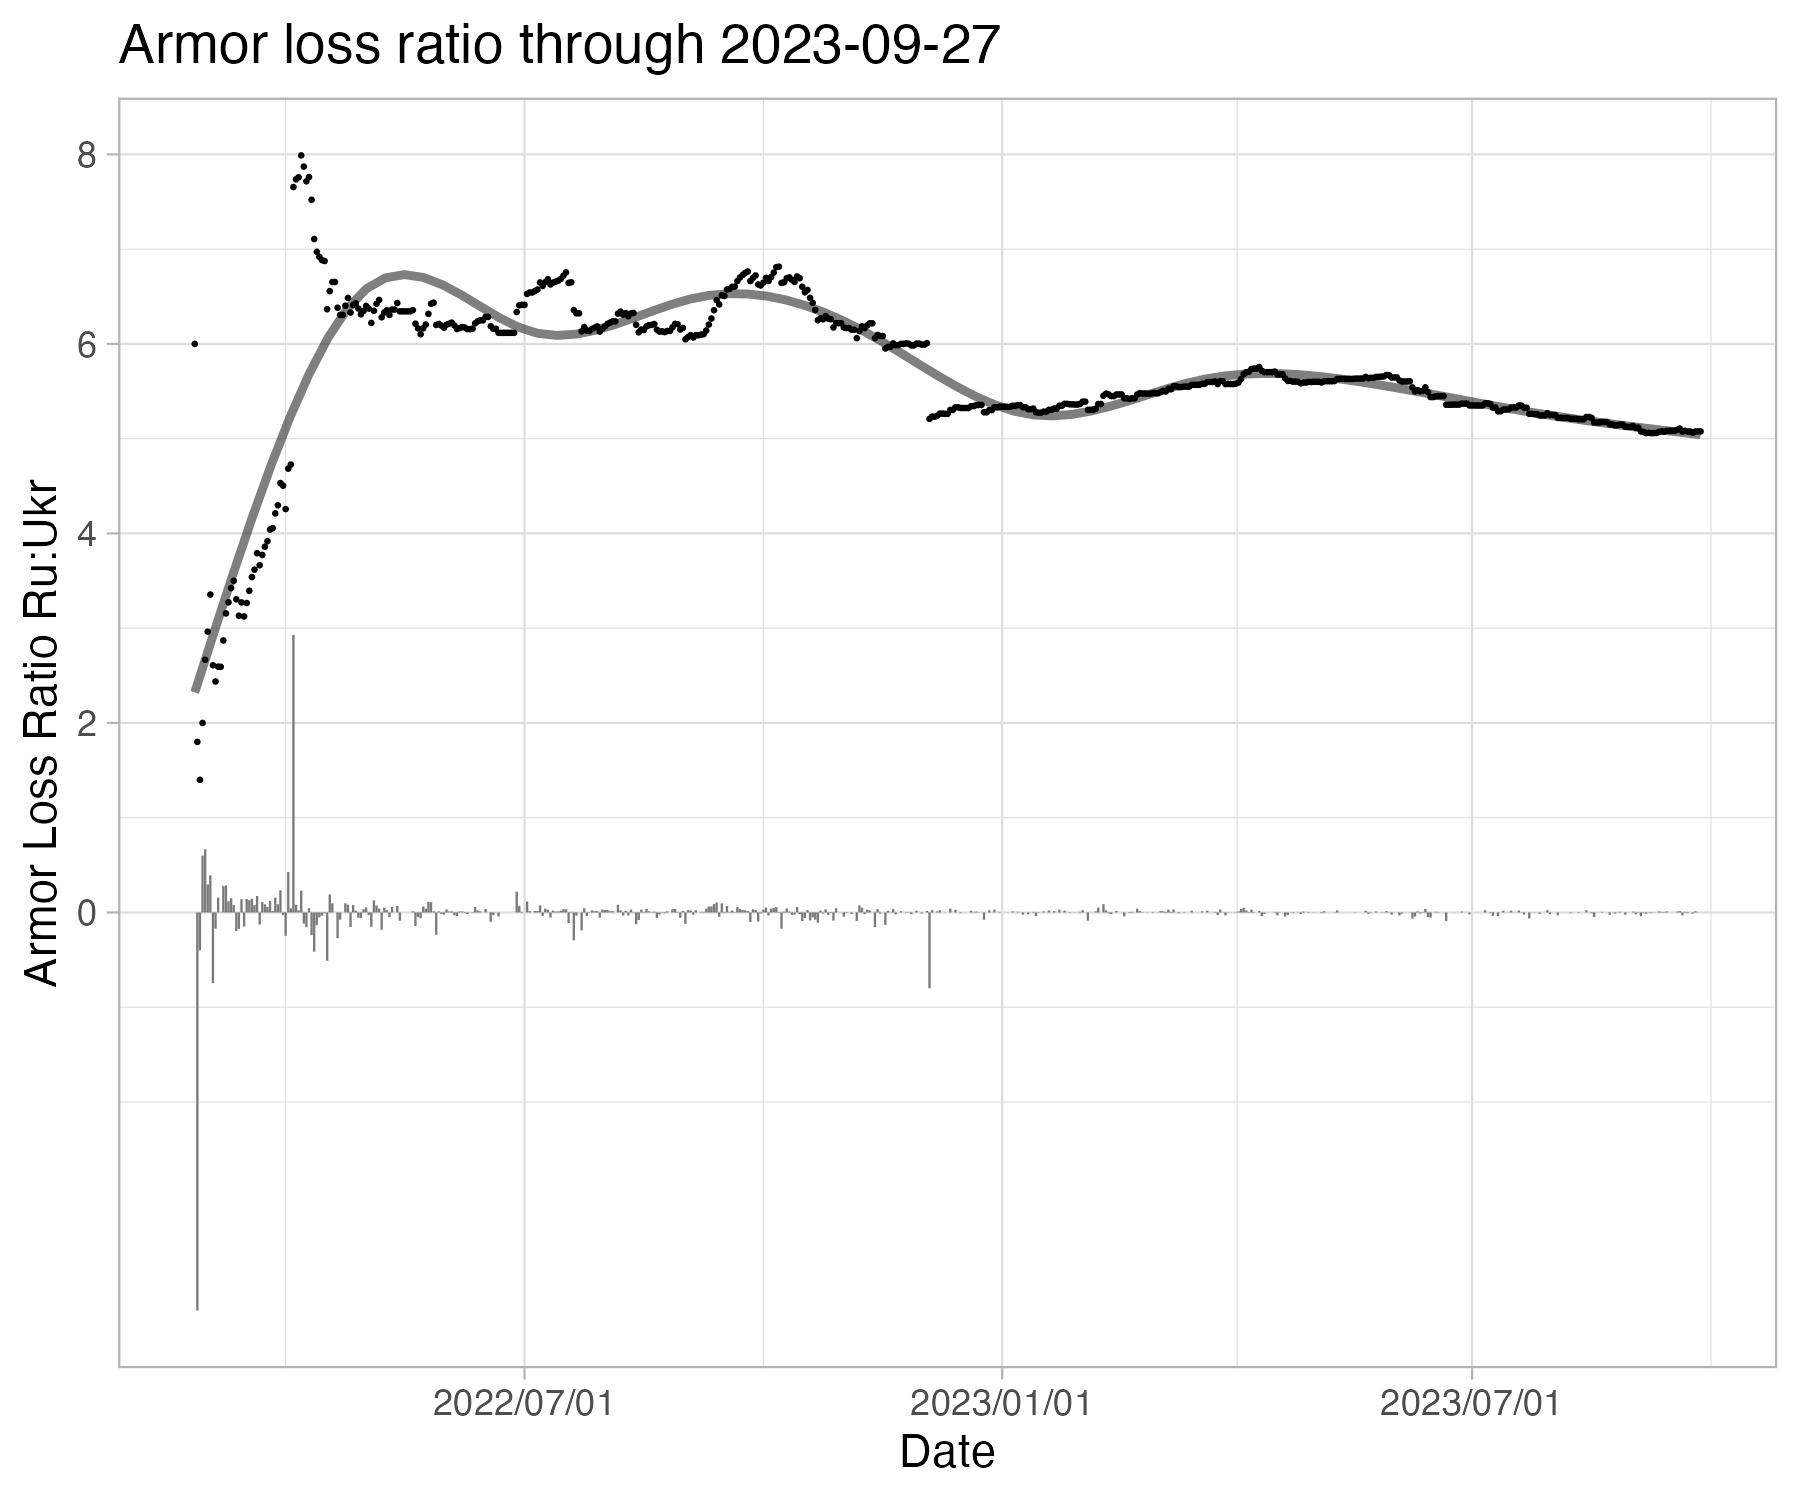 Armor loss ratio through 2023-09-27
Armor Loss Ratio Ru:Ukr
8
6
4
2
0
2022/07/01
2023/01/01
2023/07/01
Date